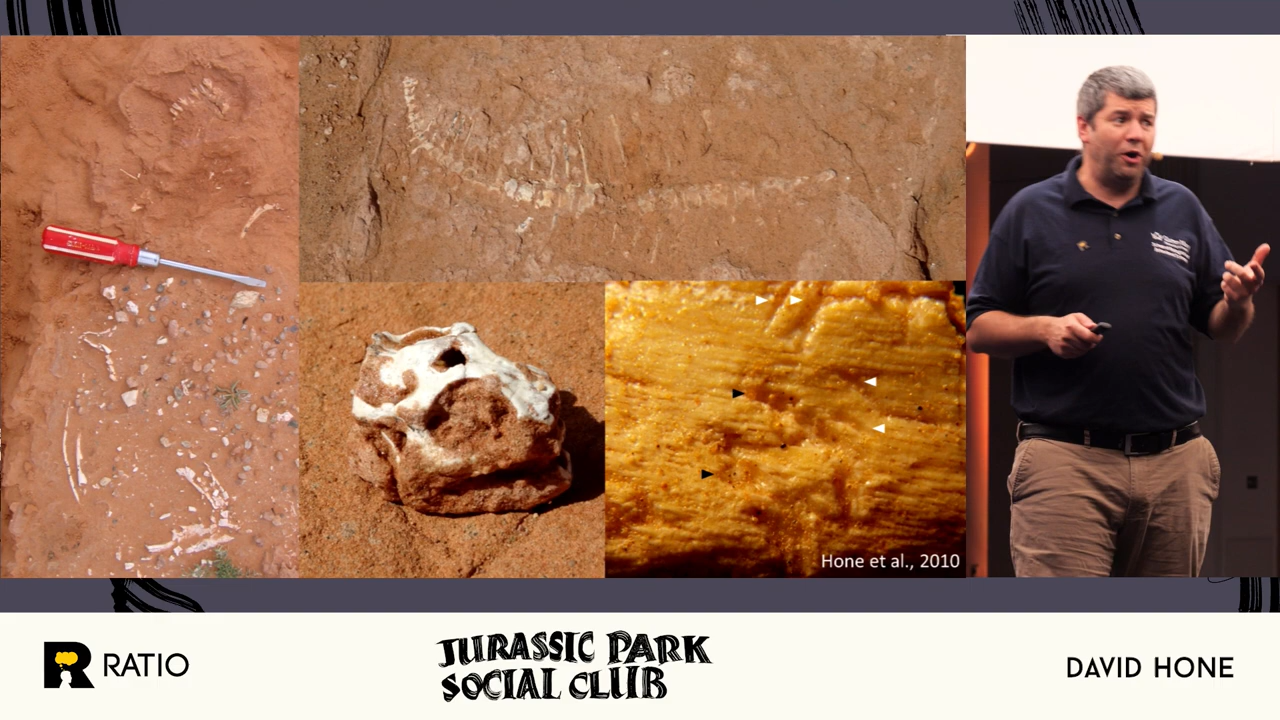 Hone et al., 2010
RATIO
JURASSIC PARK
SOCIAL CLUB
DAVID HONE